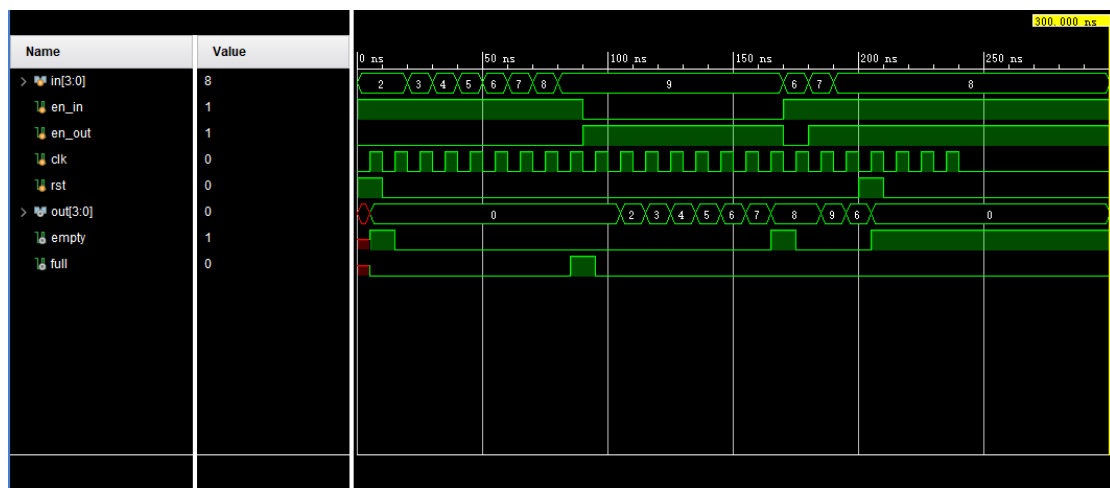 300.000 ns
Name Value
0 ns 50 ns 100 ns 150 ns 200 ns 250 ns
in[3:0] 8 2 3 4 5 6 7 8 9 6 7 8
en_in 1
en_out 1
clk 0
rst 0
out[3:0] 0 0 2 3 4 5 6 7 8 9 6 0
empty 1
full 0